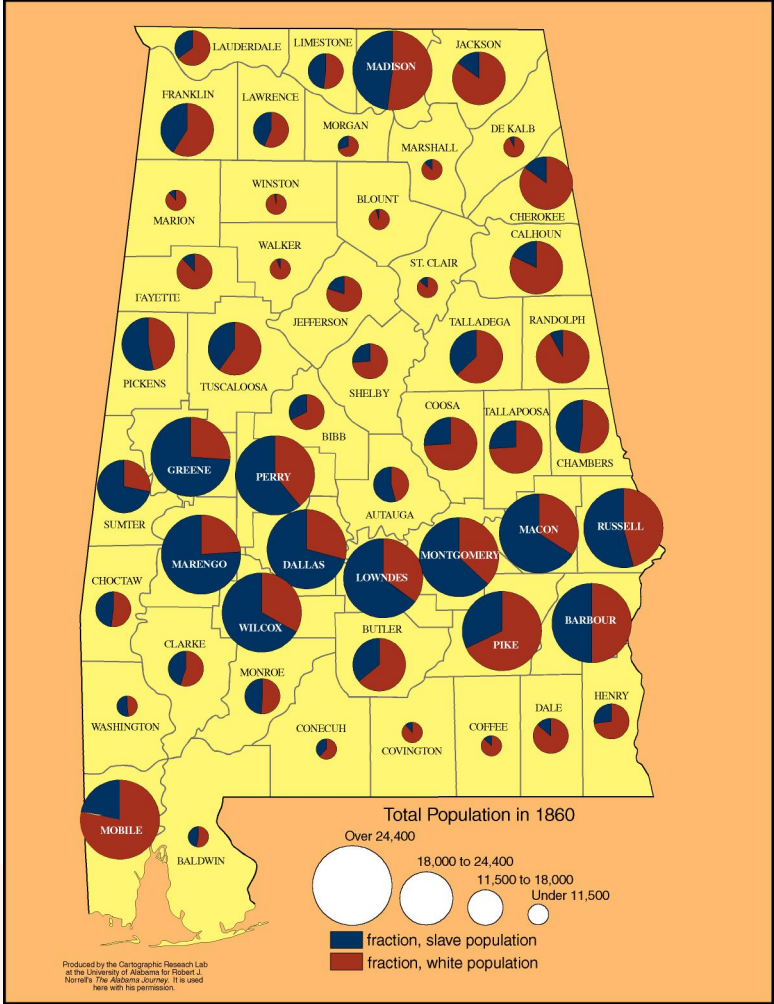 LAUDERDALE
LIMESTONE
MADISON
JACKSON
FRANKLIN
LAWRENCE
MORGAN
MARSHALL
DE KALB
CHEROKEE
MARION
WINSTON
BLOUNT
CALHOUN
FAYETTE
WALKER
JEFFERSON
ST. CLAIR
PICKENS
TUSCALOOSA
SHELBY
TALLADEGA
RANDOLPH
BIBB
COOSA
TALLAPOOSA
CHAMBERS
GREENE
PERRY
SUMTER
AUTAUGA
MARENGO
DALLAS
LOWNDES
MONTGOMERY
MACON
RUSSELL
CHOCTAW
WILCOX
BUTLER
PIKE
BARBOUR
CLARKE
MONROE
WASHINGTON
CONECUH
COVINGTON
COFFEE
DALE
HENRY
MOBILE
BALDWIN
Total Population in 1860
Over 24,400
18,000 to 24,400
11,500 to 18,000
Under 11,500
fraction, slave population
fraction, white population
Produced by the Cartographic Reseach Lab
at the University of Alabama for Robert J.
Norrell's The Alabama Journey. It is used
here with his permission.